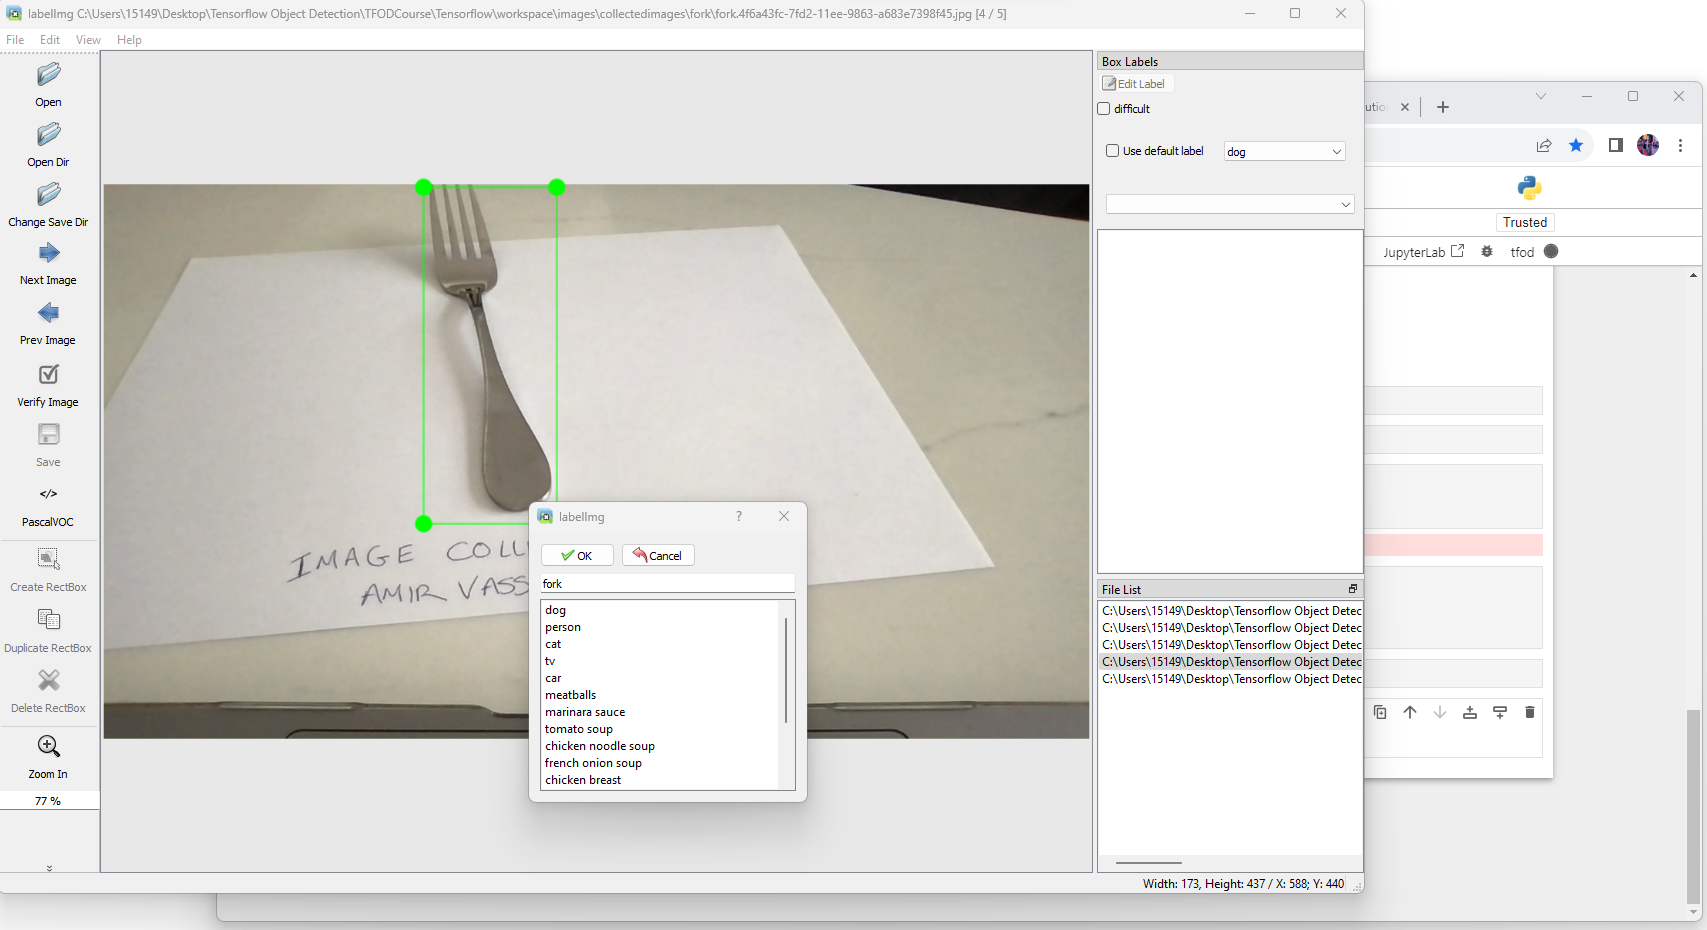 labelImg C:\Users\15149\Desktop\Tensorflow Object Detection\TFODCourse\Tensorflow\workspace\images\collectedimages\fork\fork.4f6a43fc-7fd2-11ee-9863-a683e7398f45.jpg [4 / 5]
File Edit View Help
Open
Open Dir
Change Save Dir
Next Image
Prev Image
Verify Image
Save
</>
PascalVOC
Create RectBox
Duplicate RectBox
Delete RectBox
Zoom In
77 %
IMAGE COLL
AMIR VASS
labelImg ?
OK Cancel
fork
dog
person
cat
tv
car
meatballs
marinara sauce
tomato soup
chicken noodle soup
french onion soup
chicken breast
Box Labels
Edit Label
difficult
Use default label dog
File List
C:\Users\15149\Desktop\Tensorflow Object Detec
C:\Users\15149\Desktop\Tensorflow Object Detec
C:\Users\15149\Desktop\Tensorflow Object Detec
C:\Users\15149\Desktop\Tensorflow Object Detec
C:\Users\15149\Desktop\Tensorflow Object Detec
Width: 173, Height: 437 / X: 588; Y: 440
utio
Trusted
JupyterLab
tfod